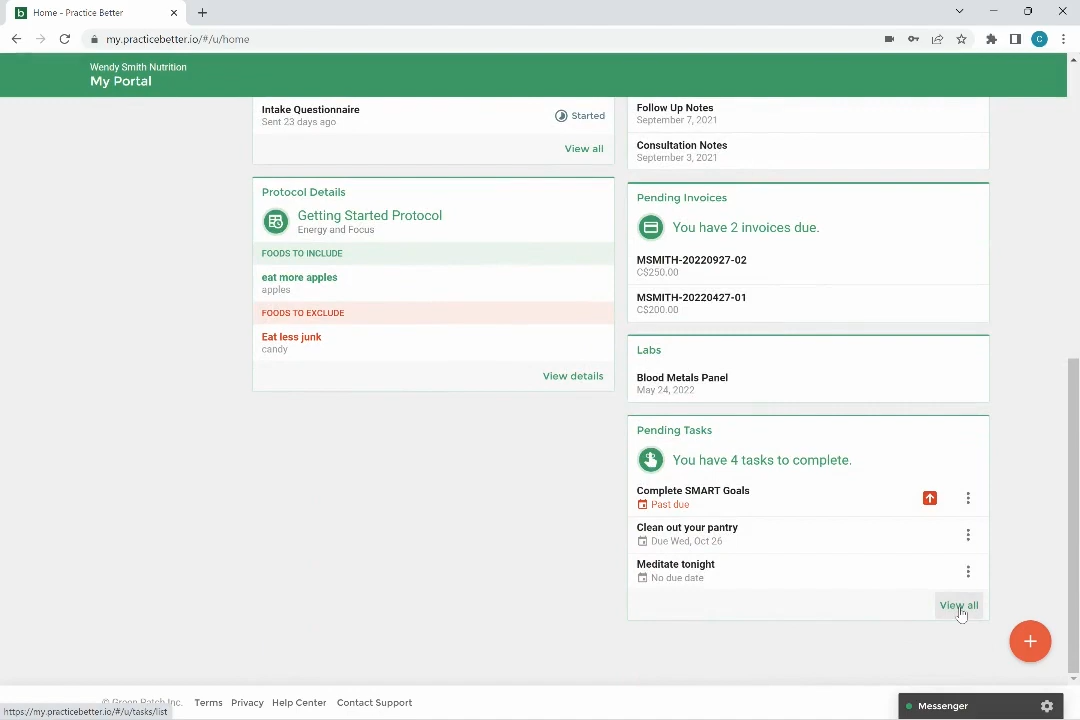 Home - Practice Better
my.practicebetter.io/#/u/home
C
Wendy Smith Nutrition
My Portal
Intake Questionnaire
Sent 23 days ago
Started
View all
Protocol Details
Getting Started Protocol
Energy and Focus
FOODS TO INCLUDE
eat more apples
apples
FOODS TO EXCLUDE
Eat less junk
candy
View details
Follow Up Notes
September 7, 2021
Consultation Notes
September 3, 2021
Pending Invoices
You have 2 invoices due.
MSMITH-20220927-02
C$250.00
MSMITH-20220427-01
C$200.00
Labs
Blood Metals Panel
May 24, 2022
Pending Tasks
You have 4 tasks to complete.
Complete SMART Goals
Past due
Clean out your pantry
Due Wed, Oct 26
Meditate tonight
No due date
View all
© Green Patch Inc. Terms Privacy Help Center Contact Support
https://my.practicebetter.io/#/u/tasks/list
Messenger